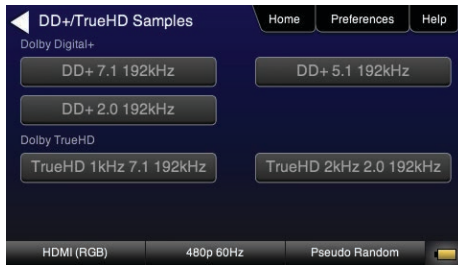 DD+/TrueHD Samples Home Preferences Help
Dolby Digital+
DD+ 7.1 192kHz DD+ 5.1 192kHz
DD+ 2.0 192kHz
Dolby TrueHD
TrueHD 1kHz 7.1 192kHz TrueHD 2kHz 2.0 192kHz
HDMI (RGB) 480p 60Hz Pseudo Random